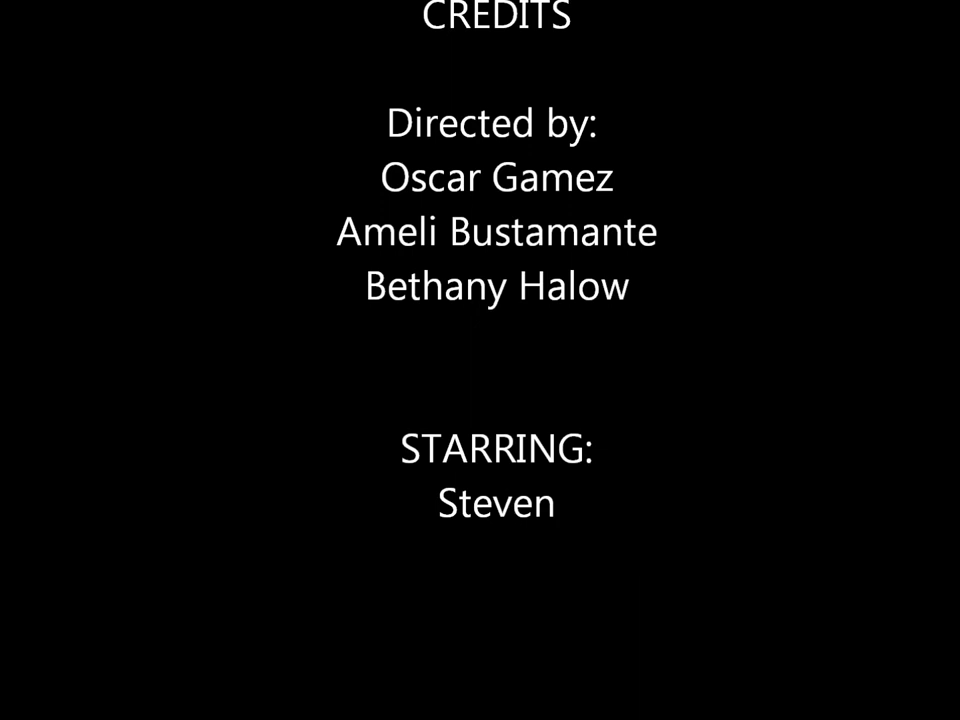 CREDITS
Directed by:
Oscar Gamez
Ameli Bustamante
Bethany Halow
STARRING:
Steven